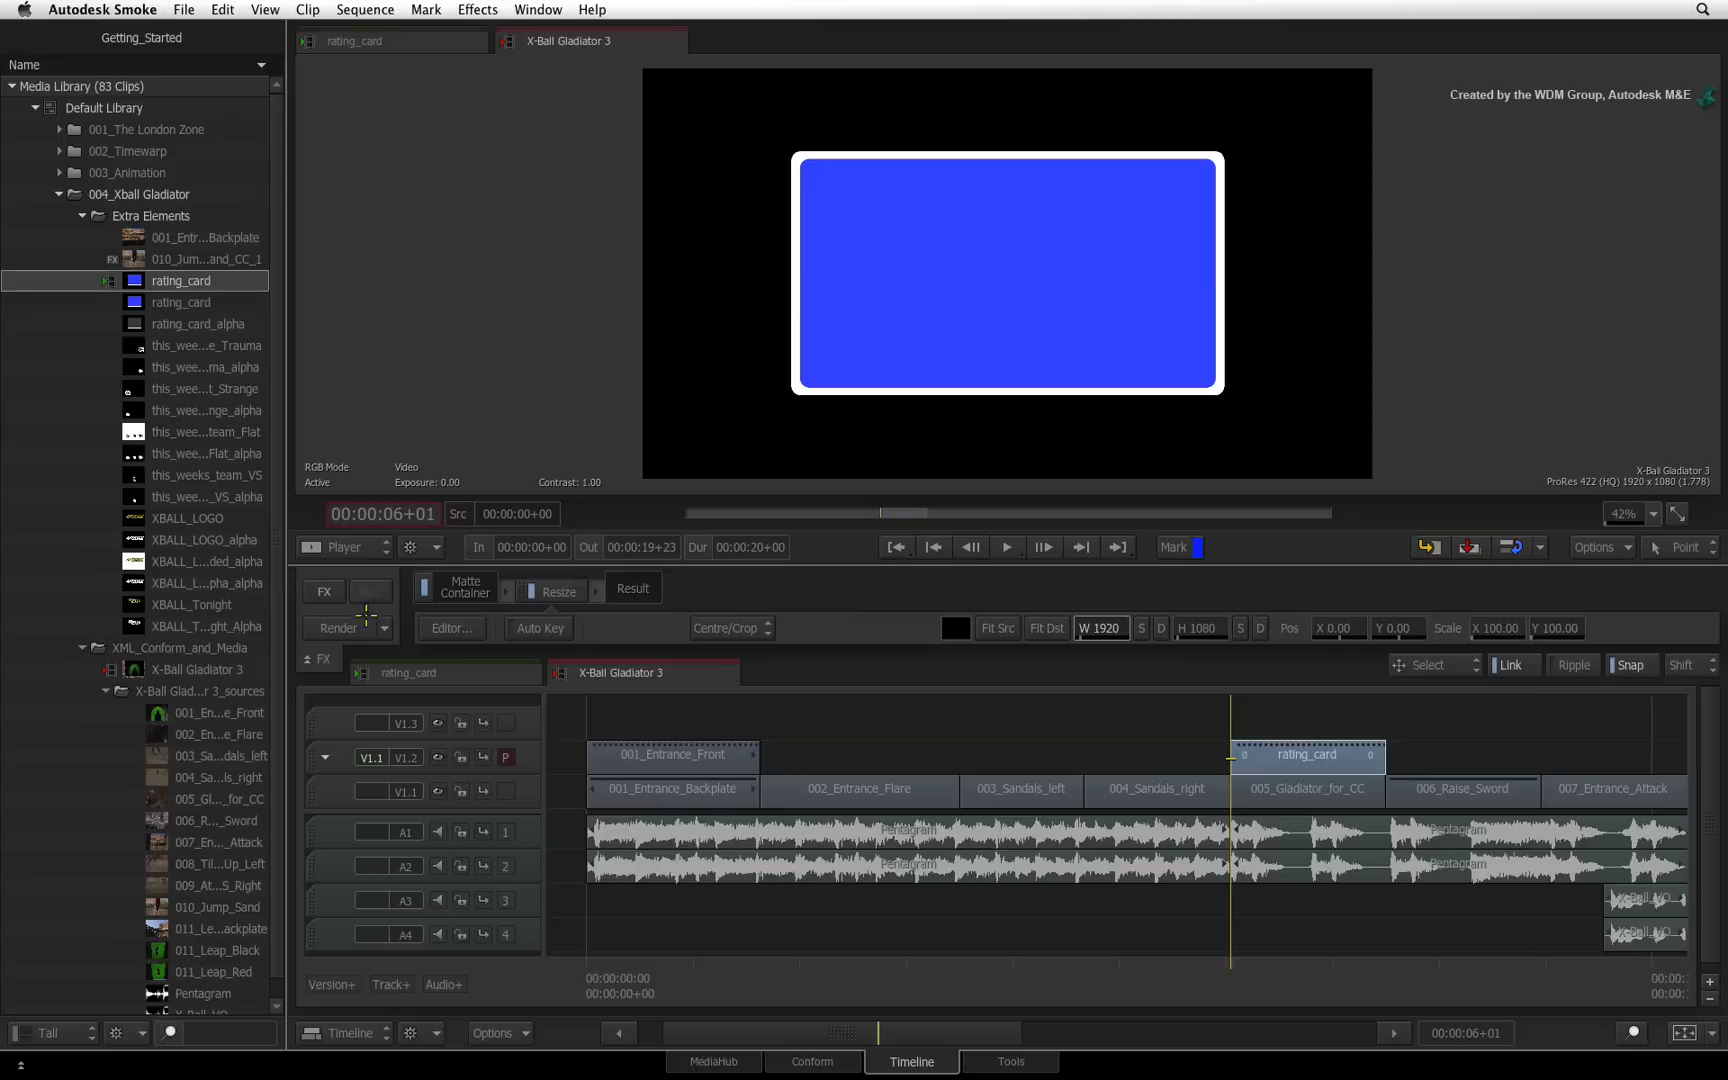 Autodesk Smoke File Edit View Clip Sequence Mark Effects Window Help
Getting_Started
rating_card
X-Ball Gladiator 3
Name
Media Library (83 Clips)
Created by the WDM Group, Autodesk M&E
Default Library
001_The London Zone
002_Timewarp
003_Animation
004_Xball Gladiator
Extra Elements
001_Entr...Backplate
FX 010_Jum...and_CC_1
rating_card
rating_card
rating_card_alpha
this_wee...e_Trauma
this_wee...ma_alpha
this_wee...t_Strange
this_wee...nge_alpha
this_wee...team_Flat
this_wee...Flat_alpha
this_weeks_team_VS
this_wee..._VS_alpha
XBALL_LOGO
XBALL_LOGO_alpha
XBALL_L...ded_alpha
XBALL_L...pha_alpha
XBALL_Tonight
XBALL_T...ght_Alpha
XML_Conform_and_Media
X-Ball Gladiator 3
X-Ball Glad...r 3_sources
001_En...e_Front
002_En...e_Flare
003_Sa...dals_left
004_Sa...ls_right
005_Gl..._for_CC
006_R..._Sword
007_En..._Attack
008_Til...Up_Left
009_At...S_Right
010_Jump_Sand
011_Le...ackplate
011_Leap_Black
011_Leap_Red
Pentagram
Tall
RGB Mode Video
Active Exposure: 0.00 Contrast: 1.00
X-Ball Gladiator 3
ProRes 422 (HQ) 1920 x 1080 (1.778)
00:00:06+01 Src 00:00:00+00 42%
Player In 00:00:00+00 Out 00:00:19+23 Dur 00:00:20+00 Mark Options Point
FX Matte Container Resize Result
Render Editor... Auto Key Centre/Crop Fit Src Fit Dst W 1920 S D H 1080 S D Pos X 0.00 Y 0.00 Scale X 100.00 Y 100.00
FX rating_card X-Ball Gladiator 3 Select Link Ripple Snap Shift
V1.3
V1.1 V1.2 P 001_Entrance_Front 0 rating_card 0
V1.1 001_Entrance_Backplate 002_Entrance_Flare 003_Sandals_left 004_Sandals_right 005_Gladiator_for_CC 006_Raise_Sword 007_Entrance_Attack
A1 1 Pentagram Pentagram
A2 2 Pentagram Pentagram
A3 3 X-Ball_VO
A4 4 X-Ball_VO
Version+ Track+ Audio+
00:00:00:00 00:00:
00:00:00+00 00:00:
Timeline Options 00:00:06+01
MediaHub Conform Timeline Tools